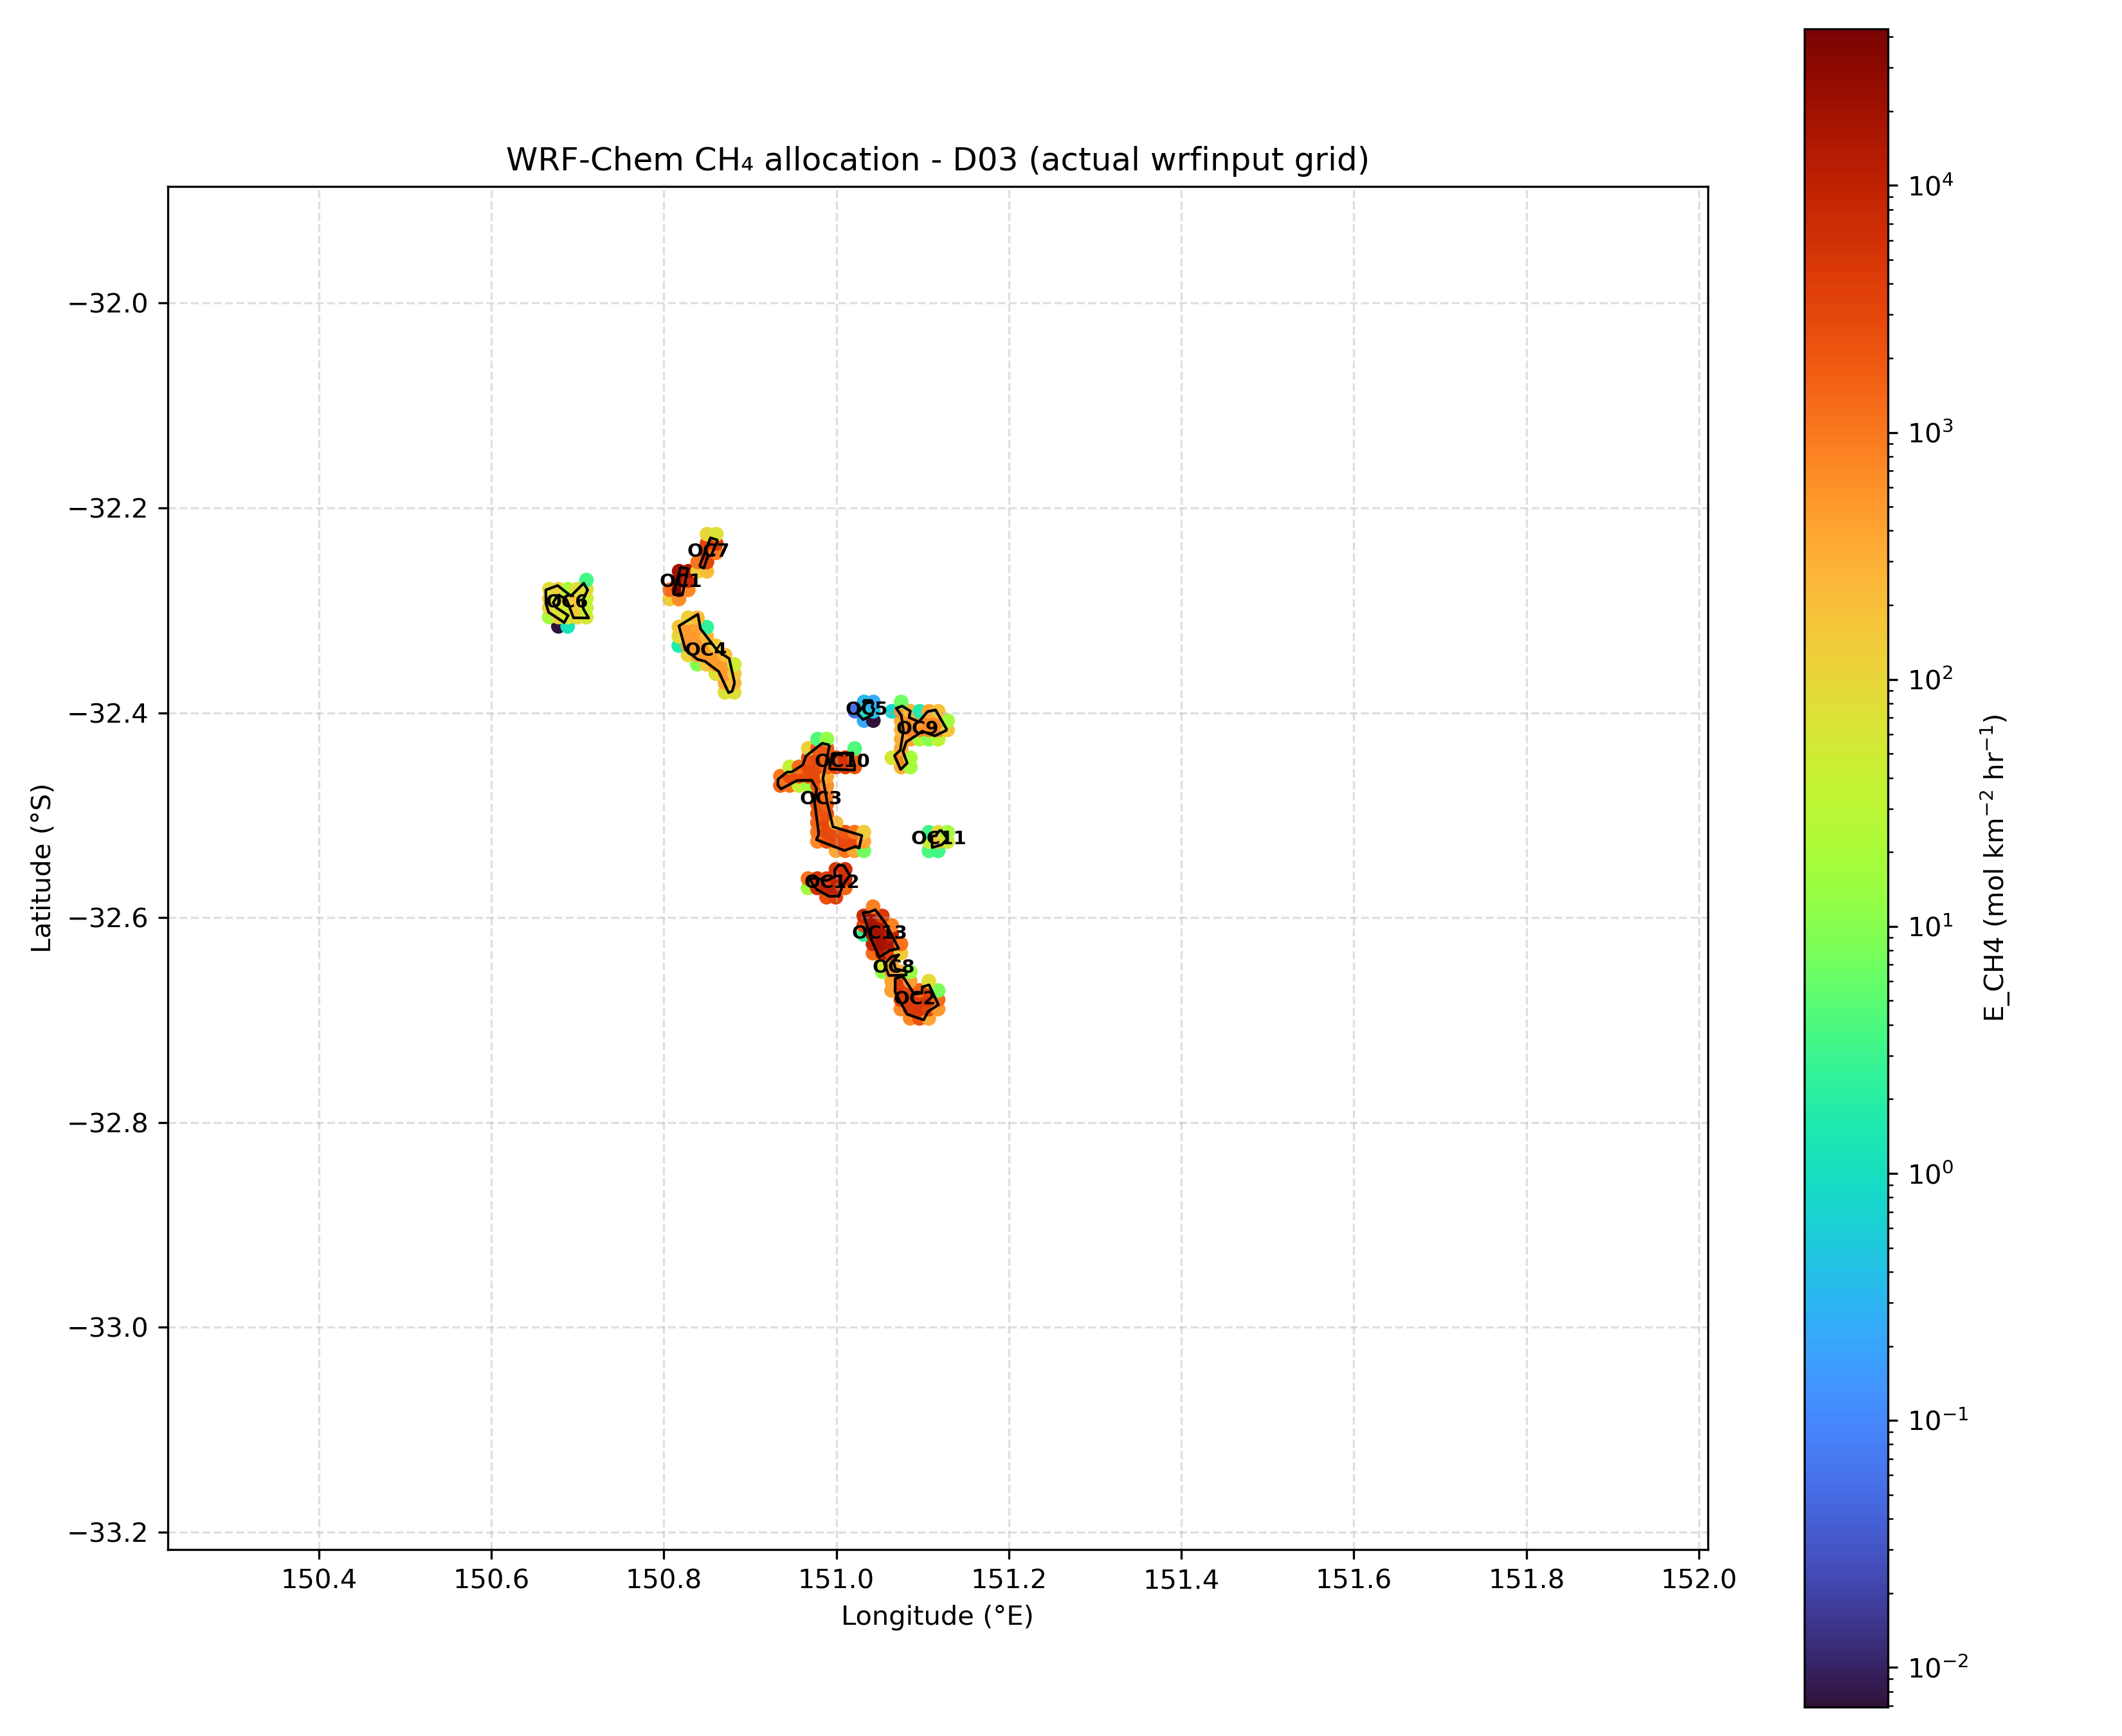 WRF-Chem CH₄ allocation - D03 (actual wrfinput grid)
Latitude (°S)
−32.0
−32.2
−32.4
−32.6
−32.8
−33.0
−33.2
OC7
OC1
OC6
OC4
OC5
OC9
OC10
OC3
OC11
OC12
OC13
OC8
OC2
150.4 150.6 150.8 151.0 151.2 151.4 151.6 151.8 152.0
Longitude (°E)
10⁴
10³
10²
10¹
10⁰
10⁻¹
10⁻²
E_CH4 (mol km⁻² hr⁻¹)